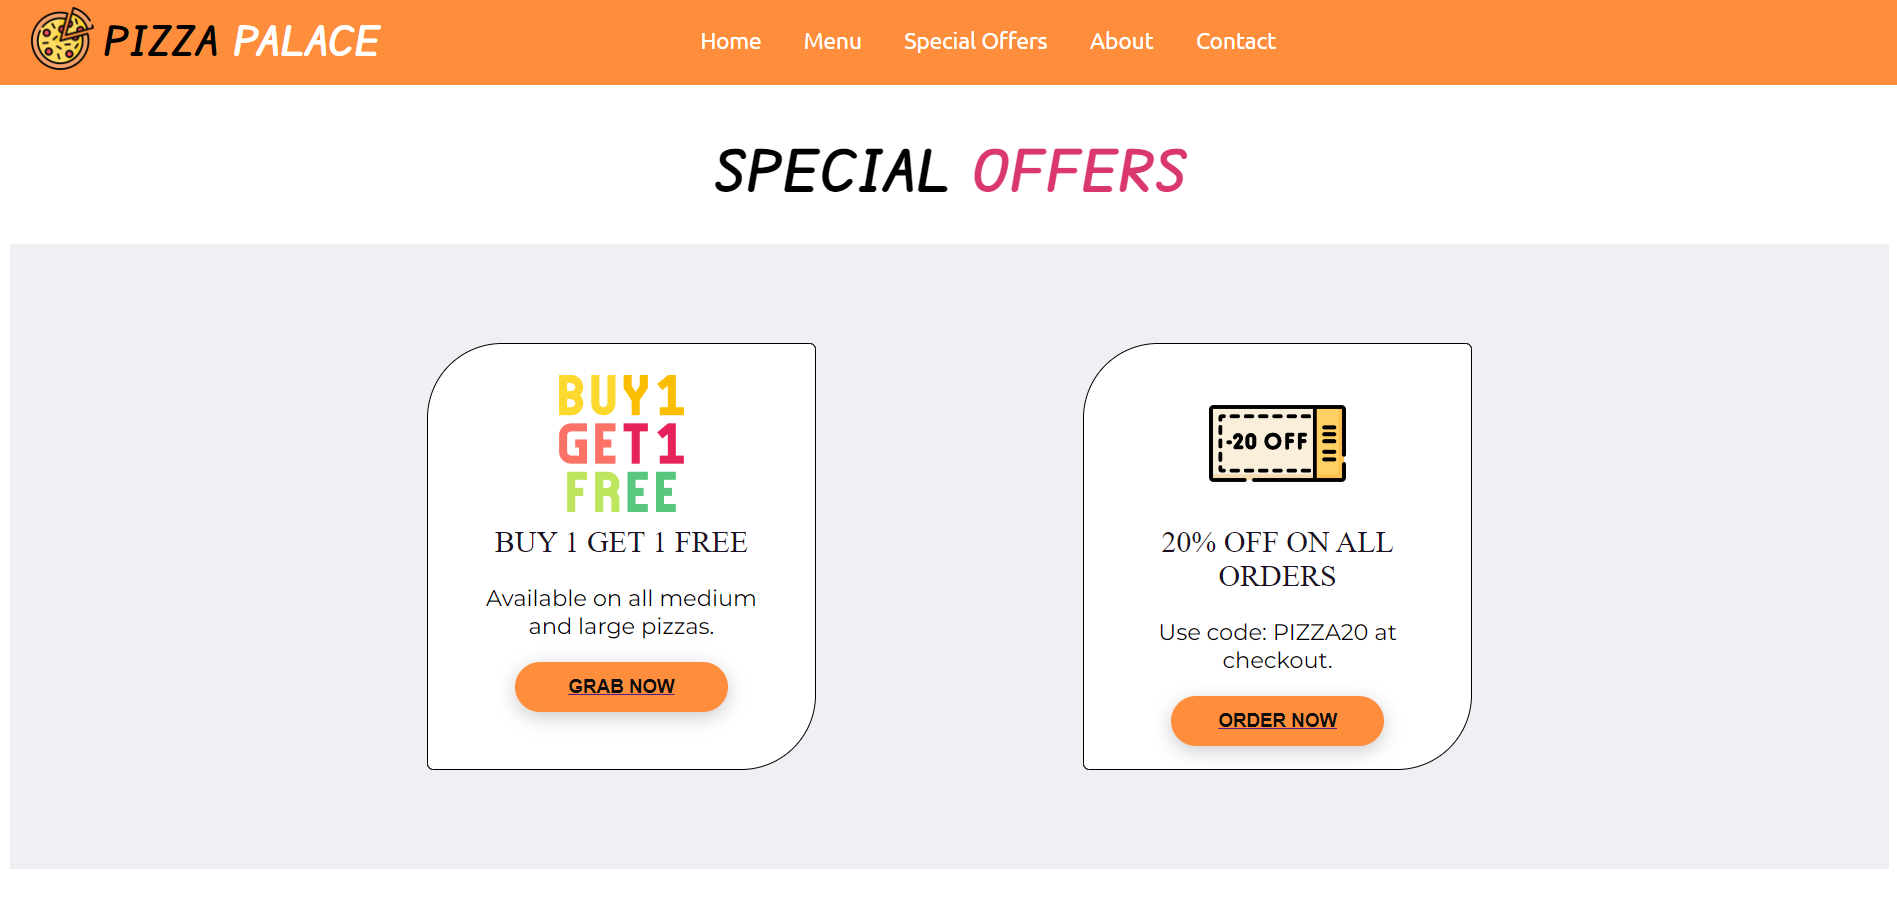 PIZZA PALACE
Home Menu Special Offers About Contact
SPECIAL OFFERS
BUY 1
GET 1
FREE
BUY 1 GET 1 FREE
Available on all medium
and large pizzas.
GRAB NOW
-20 OFF
20% OFF ON ALL
ORDERS
Use code: PIZZA20 at
checkout.
ORDER NOW